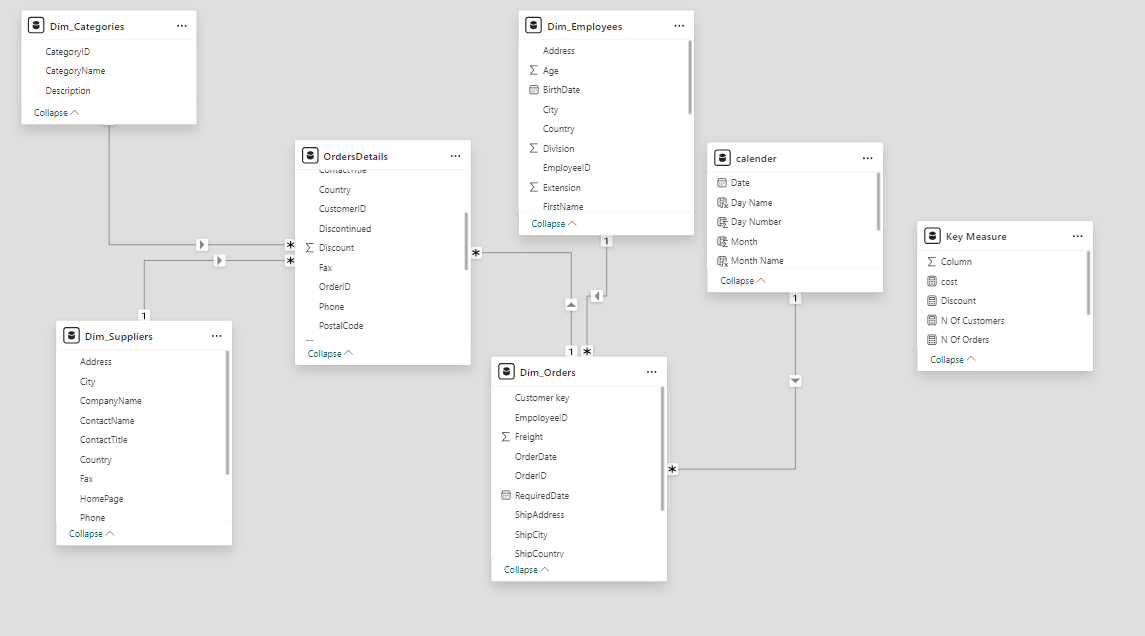 Dim_Categories
CategoryID
CategoryName
Description
Collapse
Dim_Employees
Address
Age
BirthDate
City
Country
Division
EmployeeID
Extension
FirstName
Collapse
OrdersDetails
ContactTitle
Country
CustomerID
Discontinued
Discount
Fax
OrderID
Phone
PostalCode
Collapse
calender
Date
Day Name
Day Number
Month
Month Name
Collapse
Key Measure
Column
cost
Discount
N Of Customers
N Of Orders
Collapse
Dim_Suppliers
Address
City
CompanyName
ContactName
ContactTitle
Country
Fax
HomePage
Phone
Collapse
Dim_Orders
Customer key
EmpoloyeeID
Freight
OrderDate
OrderID
RequiredDate
ShipAddress
ShipCity
ShipCountry
Collapse
*
*
1
*
1
*
1
1
*